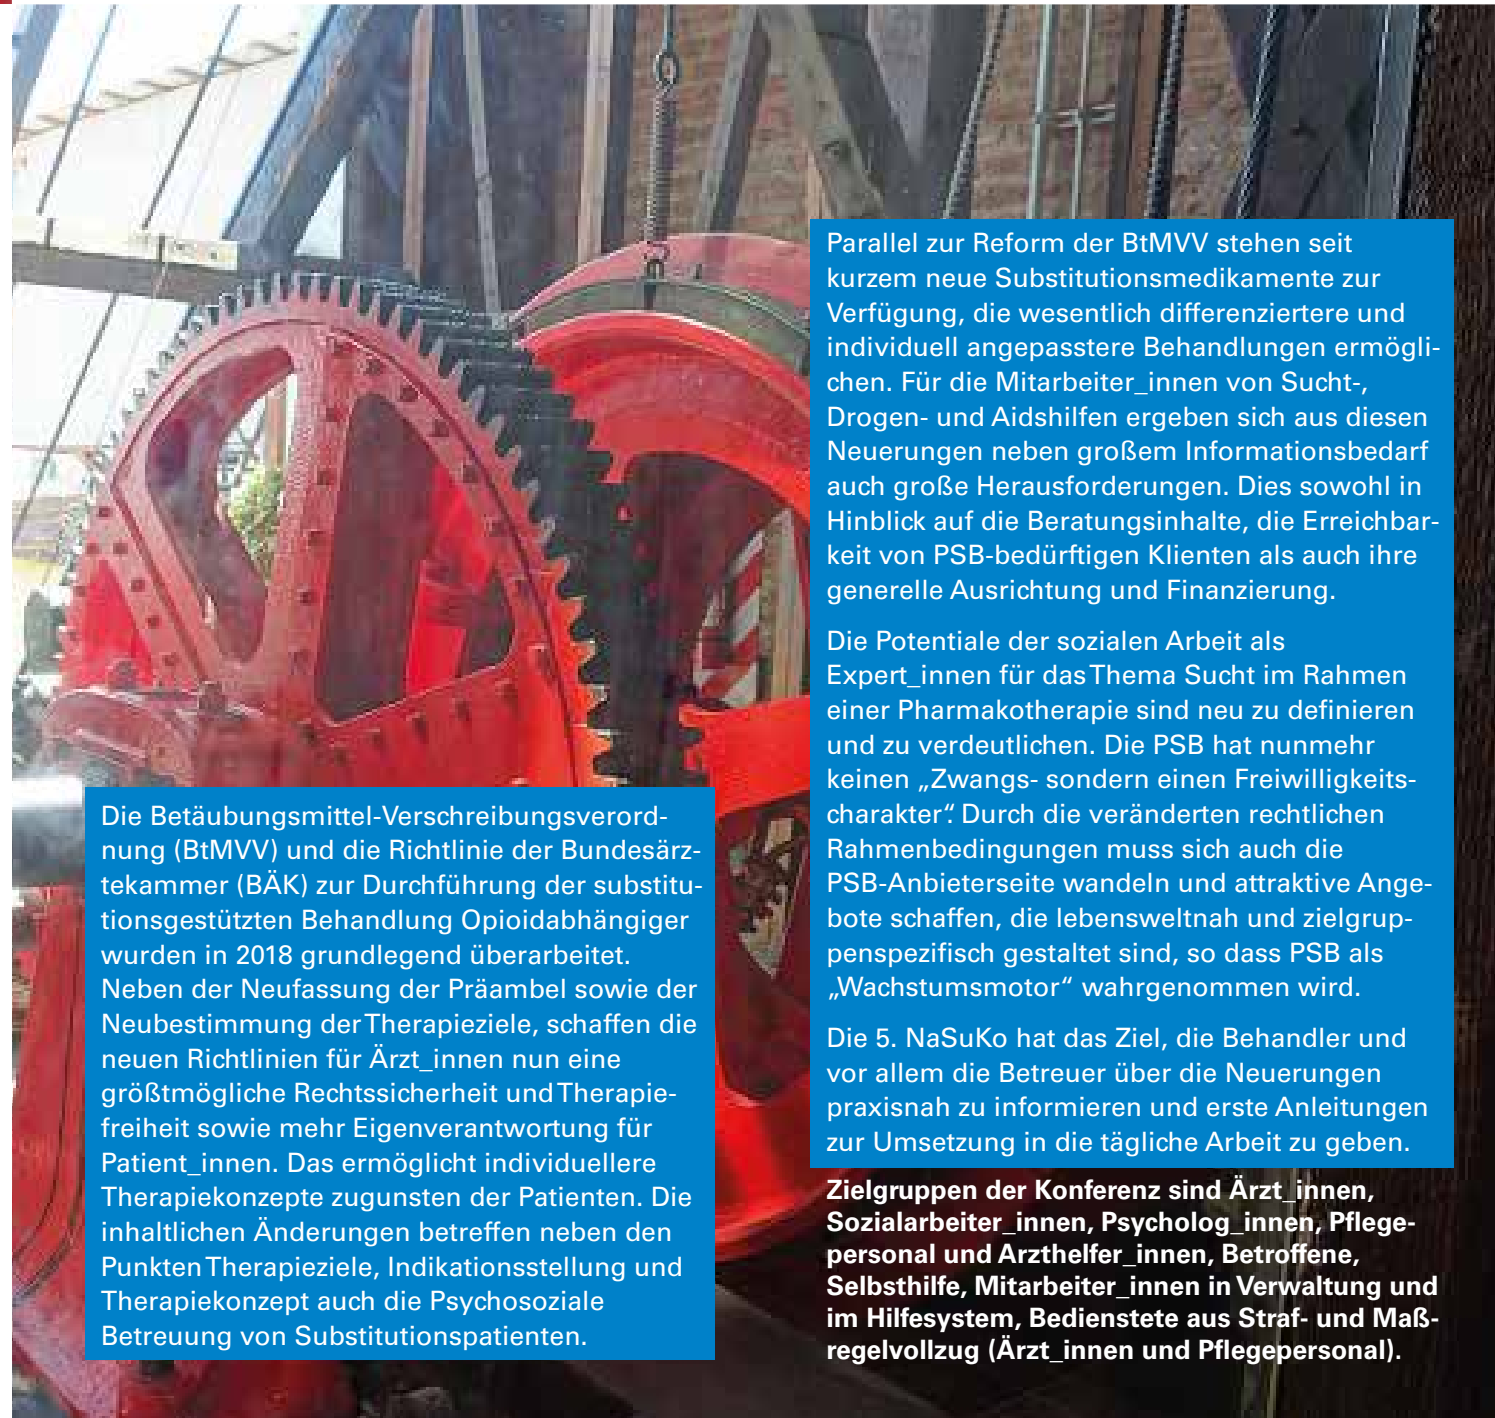 Die Betäubungsmittel-Verschreibungsverord-
nung (BtMVV) und die Richtlinie der Bundesärz-
tekammer (BÄK) zur Durchführung der substitu-
tionsgestützten Behandlung Opioidabhängiger
wurden in 2018 grundlegend überarbeitet.
Neben der Neufassung der Präambel sowie der
Neubestimmung der Therapieziele, schaffen die
neuen Richtlinien für Ärzt_innen nun eine
größtmögliche Rechtssicherheit und Therapie-
freiheit sowie mehr Eigenverantwortung für
Patient_innen. Das ermöglicht individuellere
Therapiekonzepte zugunsten der Patienten. Die
inhaltlichen Änderungen betreffen neben den
Punkten Therapieziele, Indikationsstellung und
Therapiekonzept auch die Psychosoziale
Betreuung von Substitutionspatienten.
Parallel zur Reform der BtMVV stehen seit
kurzem neue Substitutionsmedikamente zur
Verfügung, die wesentlich differenziertere und
individuell angepasstere Behandlungen ermögli-
chen. Für die Mitarbeiter_innen von Sucht-,
Drogen- und Aidshilfen ergeben sich aus diesen
Neuerungen neben großem Informationsbedarf
auch große Herausforderungen. Dies sowohl in
Hinblick auf die Beratungsinhalte, die Erreichbar-
keit von PSB-bedürftigen Klienten als auch ihre
generelle Ausrichtung und Finanzierung.
Die Potentiale der sozialen Arbeit als
Expert_innen für das Thema Sucht im Rahmen
einer Pharmakotherapie sind neu zu definieren
und zu verdeutlichen. Die PSB hat nunmehr
keinen „Zwangs- sondern einen Freiwilligkeits-
charakter“. Durch die veränderten rechtlichen
Rahmenbedingungen muss sich auch die
PSB-Anbieterseite wandeln und attraktive Ange-
bote schaffen, die lebensweltnah und zielgrup-
penspezifisch gestaltet sind, so dass PSB als
„Wachstumsmotor“ wahrgenommen wird.
Die 5. NaSuKo hat das Ziel, die Behandler und
vor allem die Betreuer über die Neuerungen
praxisnah zu informieren und erste Anleitungen
zur Umsetzung in die tägliche Arbeit zu geben.
Zielgruppen der Konferenz sind Ärzt_innen,
Sozialarbeiter_innen, Psycholog_innen, Pflege-
personal und Arzthelfer_innen, Betroffene,
Selbsthilfe, Mitarbeiter_innen in Verwaltung und
im Hilfesystem, Bedienstete aus Straf- und Maß-
regelvollzug (Ärzt_innen und Pflegepersonal).